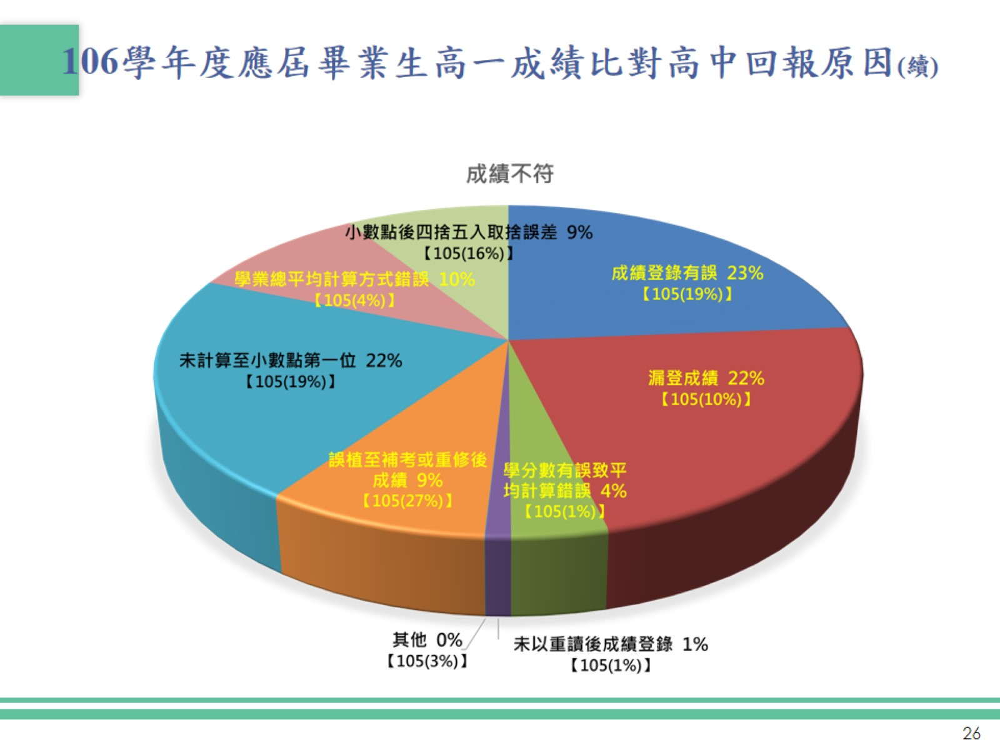 106學年度應屆畢業生高一成績比對高中回報原因(續)
成績不符
小數點後四捨五入取捨誤差 9%
【105(16%)】
成績登錄有誤 23%
【105(19%)】
學業總平均計算方式錯誤 10%
【105(4%)】
未計算至小數點第一位 22%
【105(19%)】
漏登成績 22%
【105(10%)】
誤植至補考或重修後
成績 9%
【105(27%)】
學分數有誤致平
均計算錯誤 4%
【105(1%)】
其他 0%
【105(3%)】
未以重讀後成績登錄 1%
【105(1%)】
26